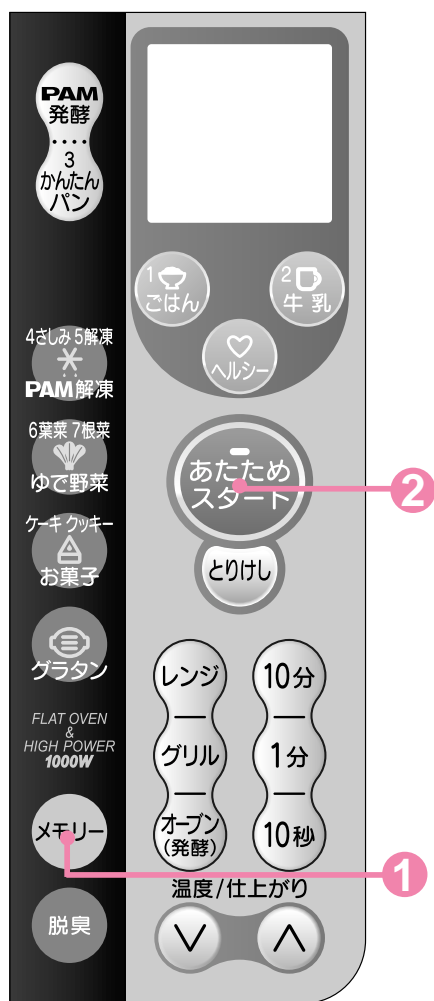 PAM
発酵
3
かんたん
パン
1
ごはん
2
牛乳
ヘルシー
4さしみ 5解凍
PAM解凍
6葉菜 7根菜
ゆで野菜
ケーキ クッキー
お菓子
グラタン
FLAT OVEN
&
HIGH POWER
1000W
メモリー
脱臭
あたため
スタート
2
とりけし
レンジ
グリル
オーブン
(発酵)
10分
1分
10秒
1
温度/仕上がり